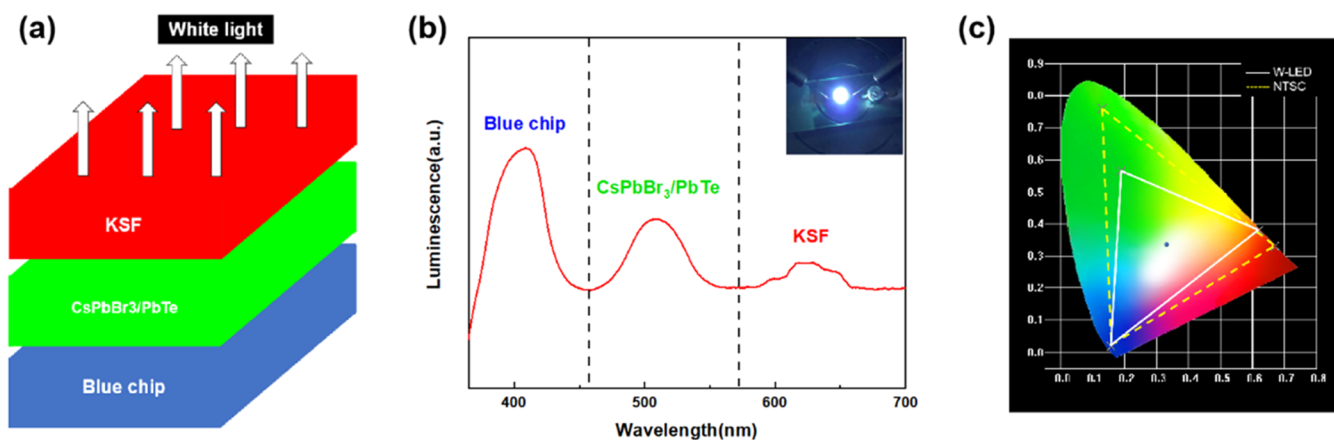 (a)
White light
KSF
CsPbBr3/PbTe
Blue chip
(b)
Luminescence(a.u.)
Blue chip
CsPbBr₃/PbTe
KSF
400
500
600
700
Wavelength(nm)
(c)
W-LED
NTSC
0.9
0.8
0.7
0.6
0.5
0.4
0.3
0.2
0.1
0.0
0.0 0.1 0.2 0.3 0.4 0.5 0.6 0.7 0.8